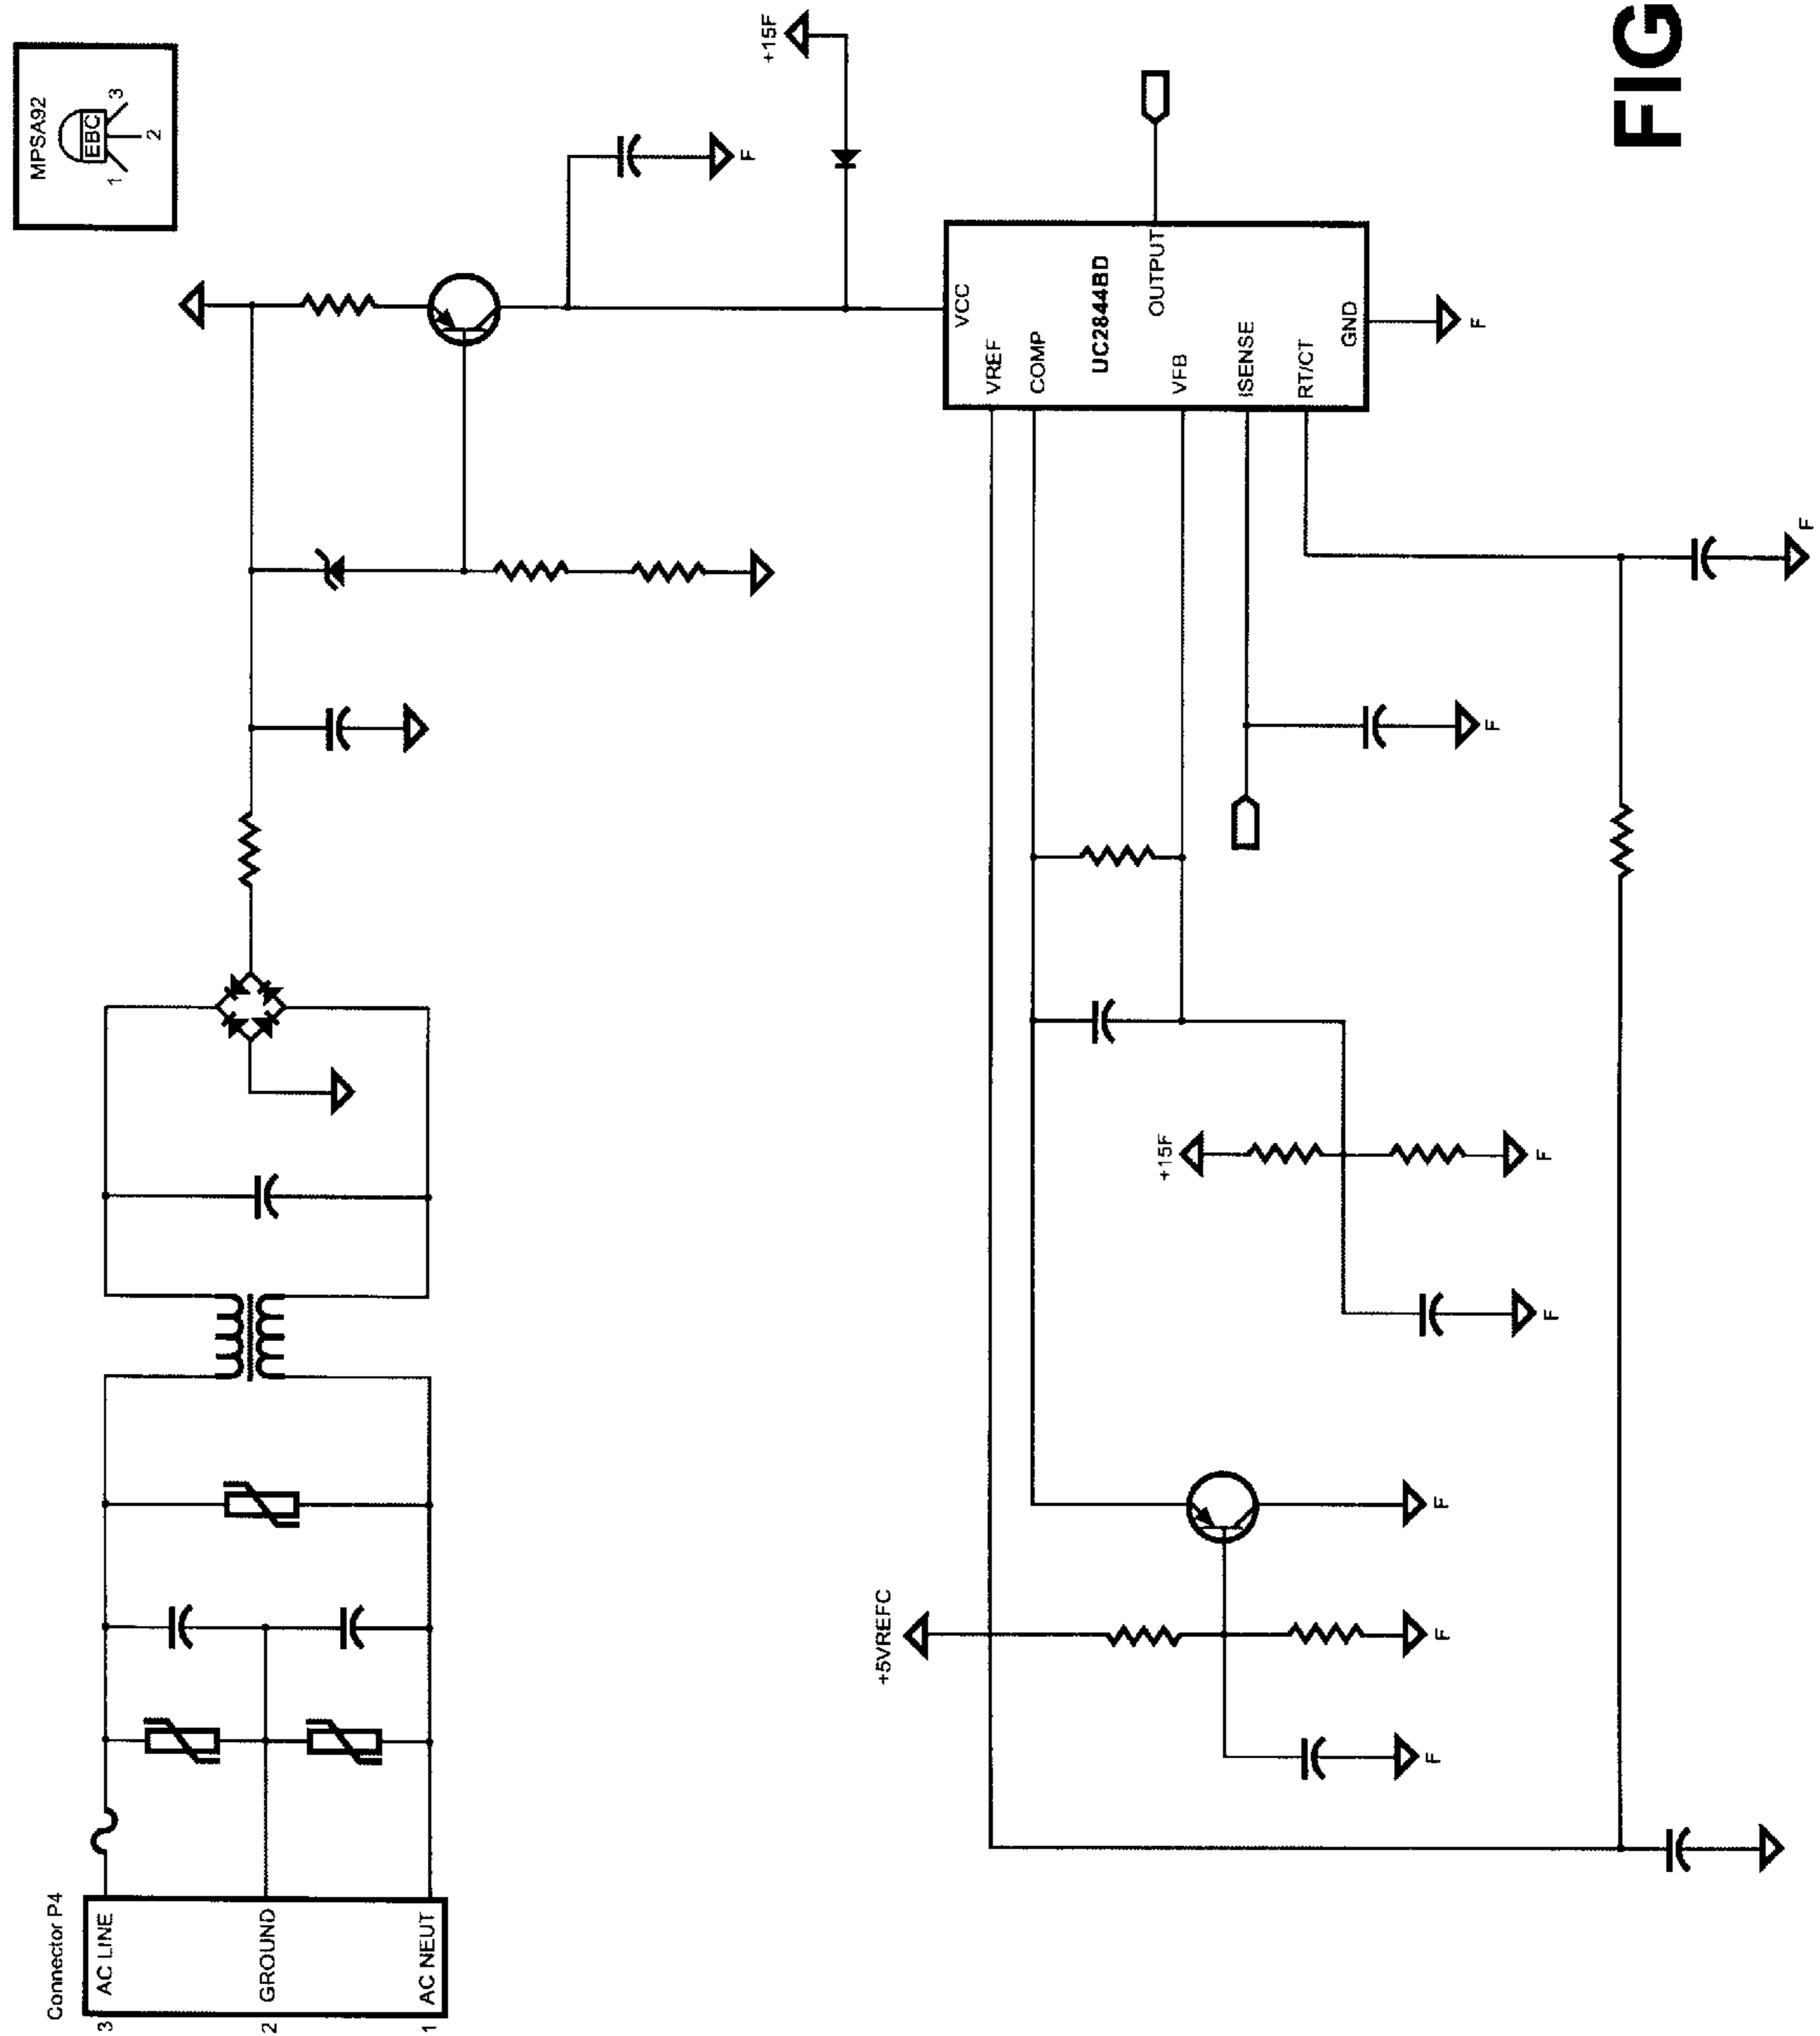 Connector P4
3 AC LINE
2 GROUND
1 AC NEUT
MPSA92
EBC
1
2
3
+15F
F
VCC
VREF
COMP
UC2844BD
OUTPUT
VFB
ISENSE
RT/CT
GND
F
+5VREFC
+15F
F
F
F
F
F
F
F
FIG